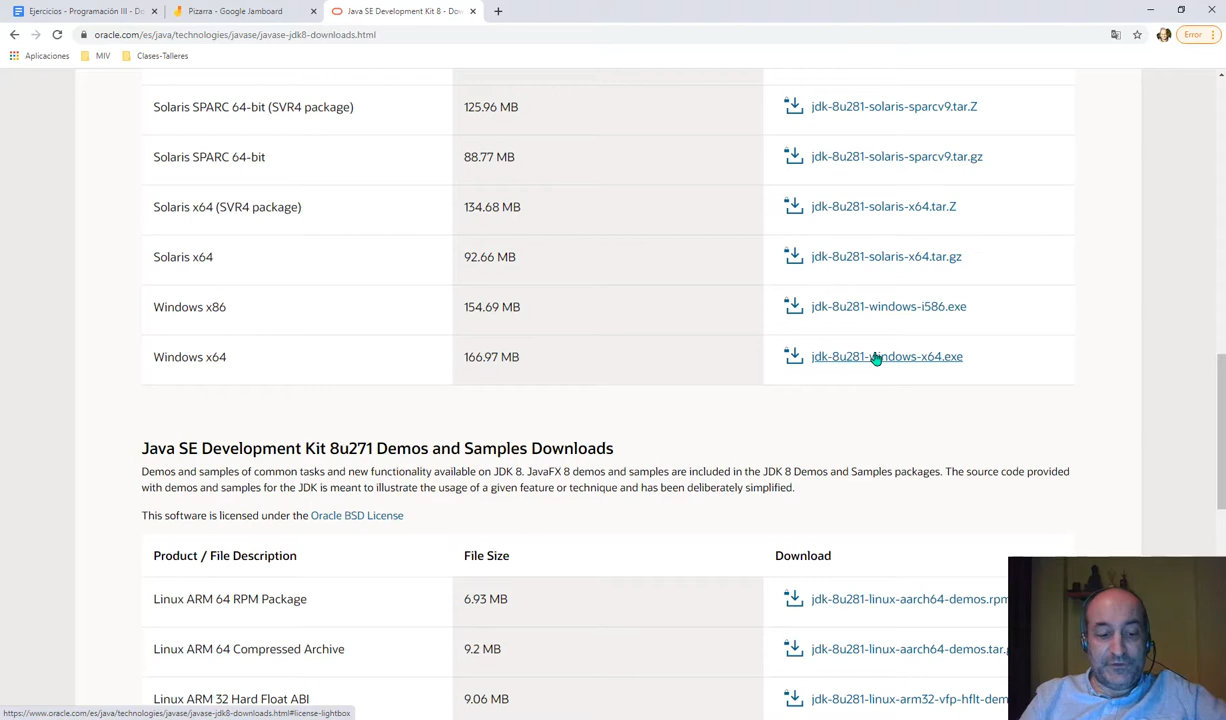 Ejercicios - Programación III - Do
Pizarra - Google Jamboard
Java SE Development Kit 8 - Dow
oracle.com/es/java/technologies/javase/javase-jdk8-downloads.html
Error
Aplicaciones
MIV
Clases-Talleres
Solaris SPARC 64-bit (SVR4 package) 125.96 MB jdk-8u281-solaris-sparcv9.tar.Z
Solaris SPARC 64-bit 88.77 MB jdk-8u281-solaris-sparcv9.tar.gz
Solaris x64 (SVR4 package) 134.68 MB jdk-8u281-solaris-x64.tar.Z
Solaris x64 92.66 MB jdk-8u281-solaris-x64.tar.gz
Windows x86 154.69 MB jdk-8u281-windows-i586.exe
Windows x64 166.97 MB jdk-8u281-windows-x64.exe
Java SE Development Kit 8u271 Demos and Samples Downloads
Demos and samples of common tasks and new functionality available on JDK 8. JavaFX 8 demos and samples are included in the JDK 8 Demos and Samples packages. The source code provided
with demos and samples for the JDK is meant to illustrate the usage of a given feature or technique and has been deliberately simplified.
This software is licensed under the Oracle BSD License
Product / File Description File Size Download
Linux ARM 64 RPM Package 6.93 MB jdk-8u281-linux-aarch64-demos.rpm
Linux ARM 64 Compressed Archive 9.2 MB jdk-8u281-linux-aarch64-demos.tar.
Linux ARM 32 Hard Float ABI 9.06 MB jdk-8u281-linux-arm32-vfp-hflt-dem
https://www.oracle.com/es/java/technologies/javase/javase-jdk8-downloads.html#license-lightbox